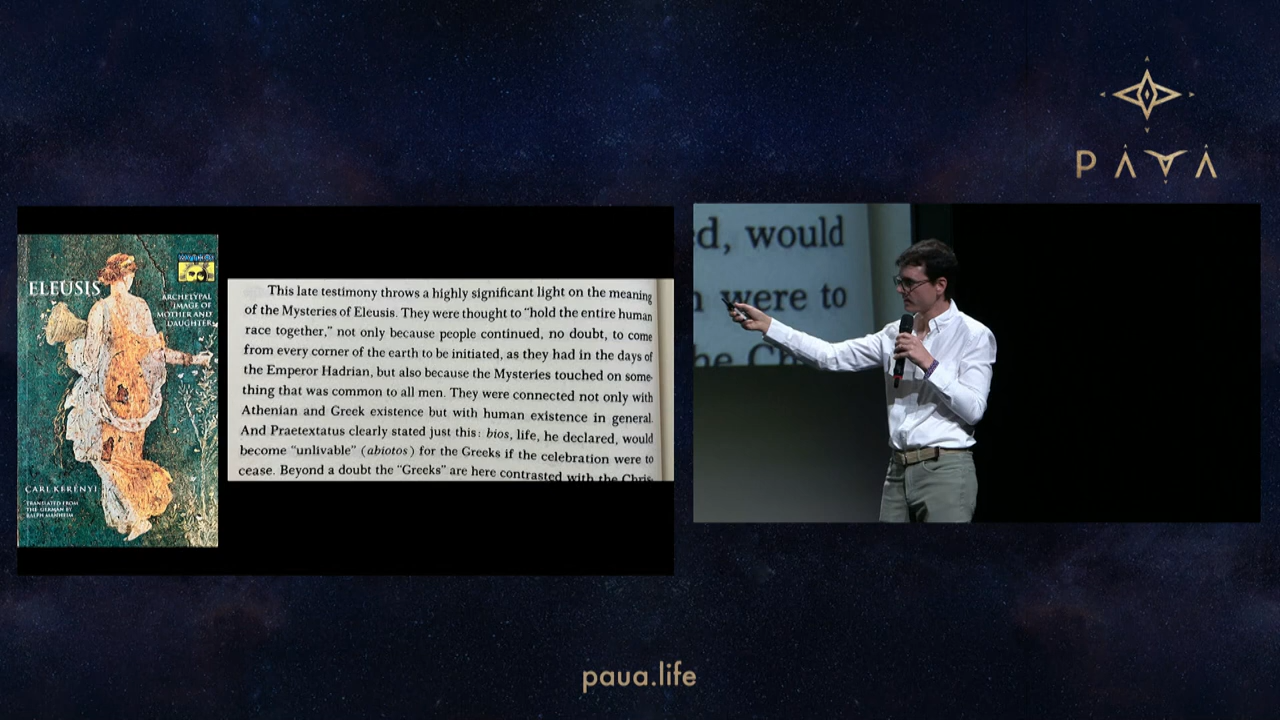 PAUA
ELEUSIS
ARCHETYPAL
IMAGE OF
MOTHER AND
DAUGHTER
CARL KERÉNYI
TRANSLATED FROM
THE GERMAN BY
RALPH MANHEIM
This late testimony throws a highly significant light on the meaning
of the Mysteries of Eleusis. They were thought to “hold the entire human
race together,” not only because people continued, no doubt, to come
from every corner of the earth to be initiated, as they had in the days of
the Emperor Hadrian, but also because the Mysteries touched on some-
thing that was common to all men. They were connected not only with
Athenian and Greek existence but with human existence in general.
And Praetextatus clearly stated just this: bios, life, he declared, would
become “unlivable” (abiotos) for the Greeks if the celebration were to
cease. Beyond a doubt the “Greeks” are here contrasted with the Chris-
ed, would
were to
he Ch
paua.life